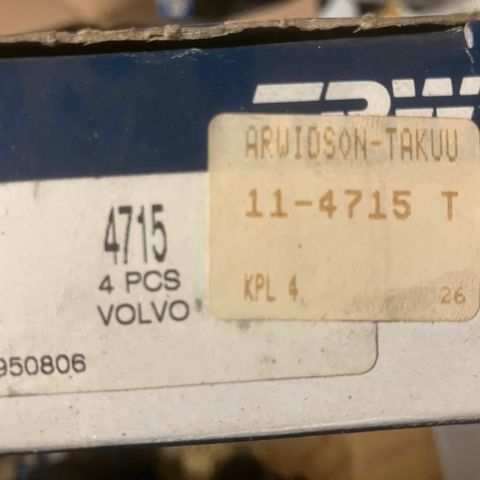 TRW
ARWIDSON-TAKUU
11-4715 T
KPL 4 26
4715
4 PCS
VOLVO
950806